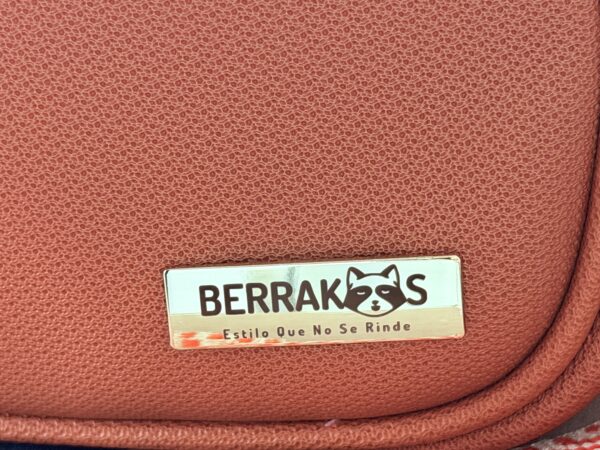 BERRAKOS
Estilo Que No Se Rinde